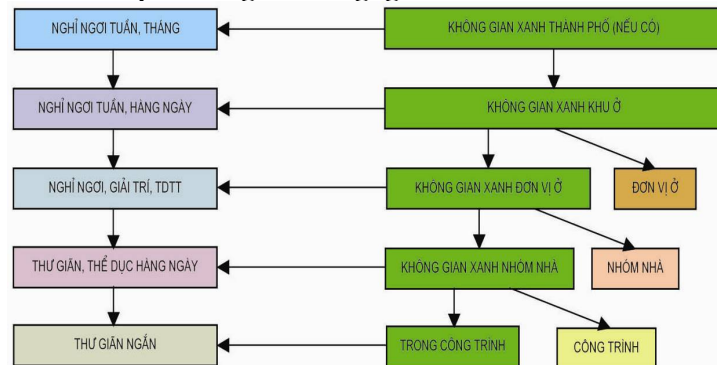 NGHỈ NGƠI TUẦN, THÁNG
KHÔNG GIAN XANH THÀNH PHỐ (NẾU CÓ)
NGHỈ NGƠI TUẦN, HÀNG NGÀY
KHÔNG GIAN XANH KHU Ở
NGHỈ NGƠI, GIẢI TRÍ, TDTT
KHÔNG GIAN XANH ĐƠN VỊ Ở
ĐƠN VỊ Ở
THƯ GIÃN, THỂ DỤC HÀNG NGÀY
KHÔNG GIAN XANH NHÓM NHÀ
NHÓM NHÀ
THƯ GIÃN NGẮN
TRONG CÔNG TRÌNH
CÔNG TRÌNH